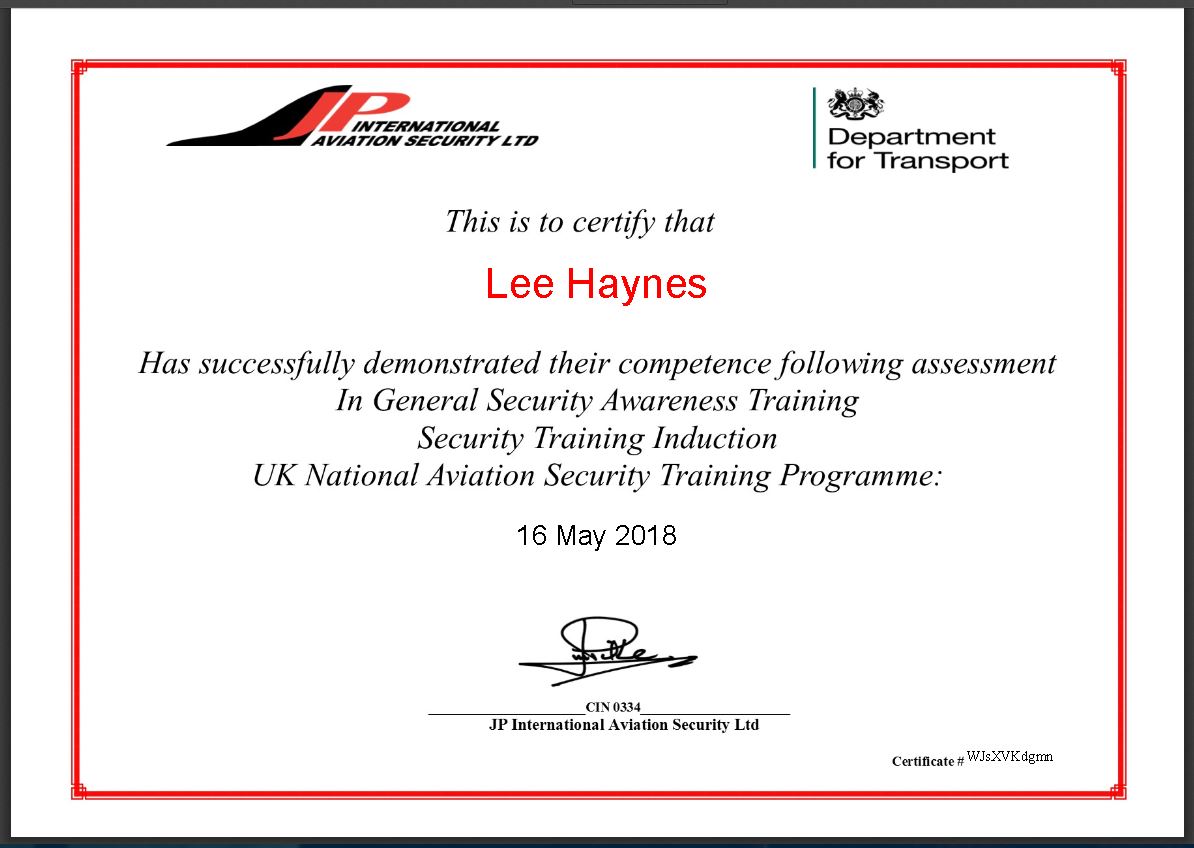 JP INTERNATIONAL
AVIATION SECURITY LTD
Department
for Transport
This is to certify that
Lee Haynes
Has successfully demonstrated their competence following assessment
In General Security Awareness Training
Security Training Induction
UK National Aviation Security Training Programme:
16 May 2018
CIN 0334
JP International Aviation Security Ltd
Certificate # WJsXVKdgmn